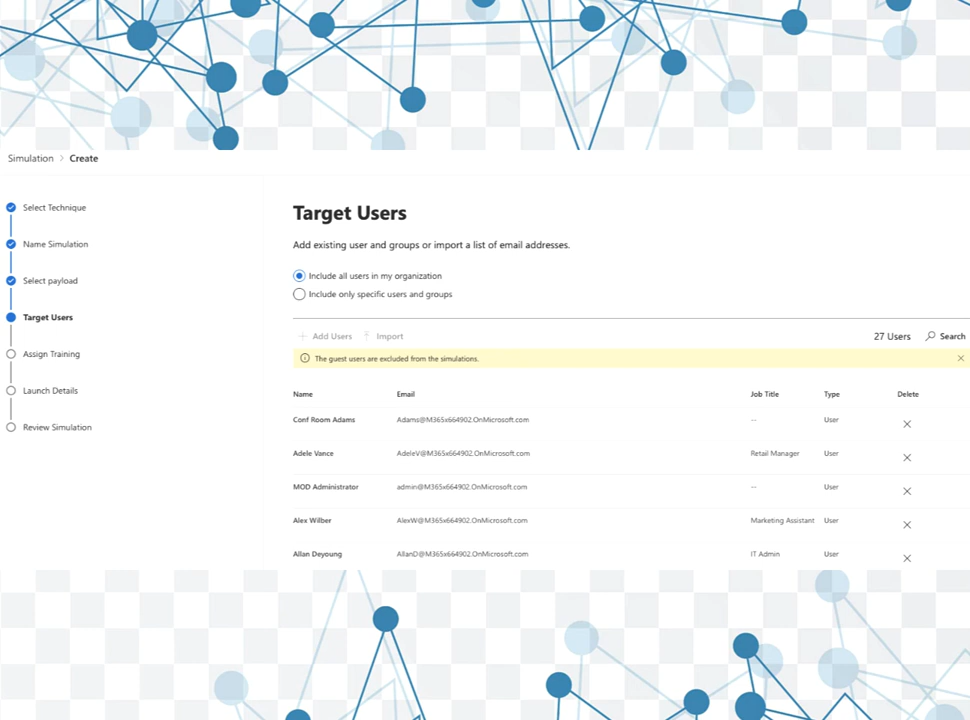 Simulation > Create
Select Technique
Name Simulation
Select payload
Target Users
Assign Training
Launch Details
Review Simulation
Target Users
Add existing user and groups or import a list of email addresses.
Include all users in my organization
Include only specific users and groups
Add Users Import 27 Users Search
The guest users are excluded from the simulations.
Name Email Job Title Type Delete
Conf Room Adams Adams@M365x664902.OnMicrosoft.com -- User
Adele Vance AdeleV@M365x664902.OnMicrosoft.com Retail Manager User
MOD Administrator admin@M365x664902.OnMicrosoft.com -- User
Alex Wilber AlexW@M365x664902.OnMicrosoft.com Marketing Assistant User
Allan Deyoung AllanD@M365x664902.OnMicrosoft.com IT Admin User